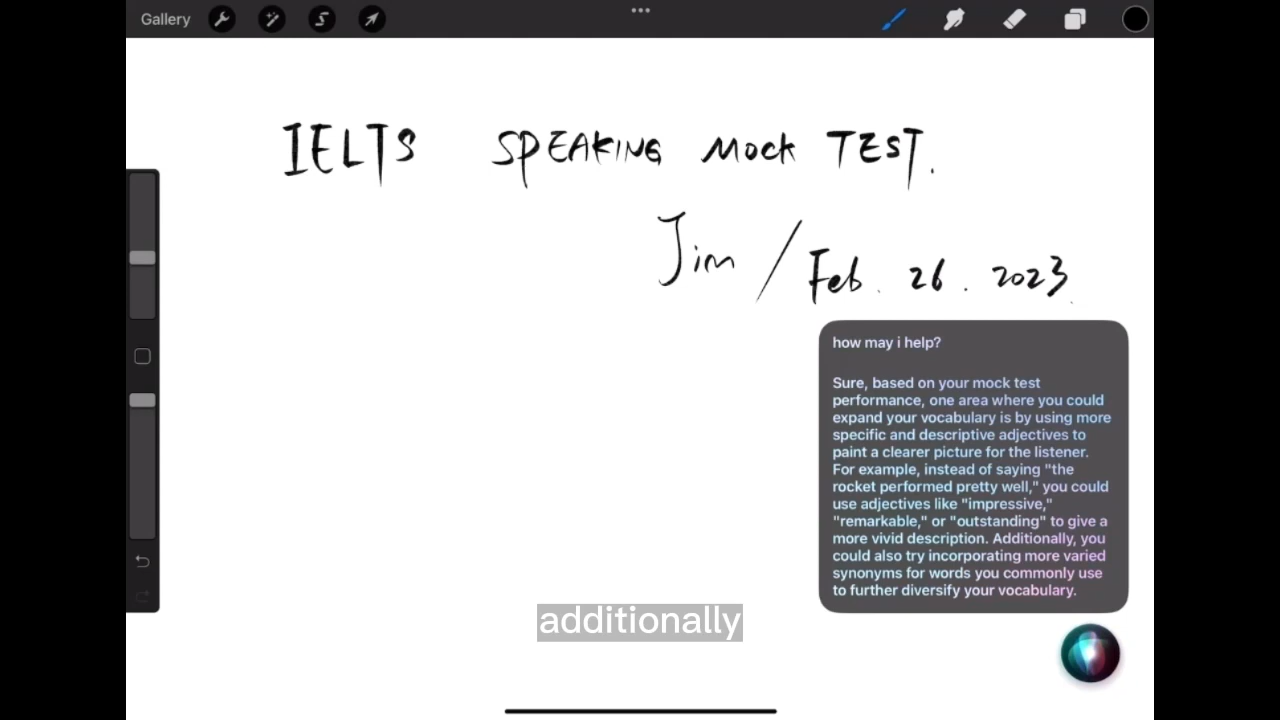 Gallery
IELTS SPEAKING MOCK TEST.
Jim / Feb. 26. 2023.
how may i help?
Sure, based on your mock test
performance, one area where you could
expand your vocabulary is by using more
specific and descriptive adjectives to
paint a clearer picture for the listener.
For example, instead of saying "the
rocket performed pretty well," you could
use adjectives like "impressive,"
"remarkable," or "outstanding" to give a
more vivid description. Additionally, you
could also try incorporating more varied
synonyms for words you commonly use
to further diversify your vocabulary.
additionally